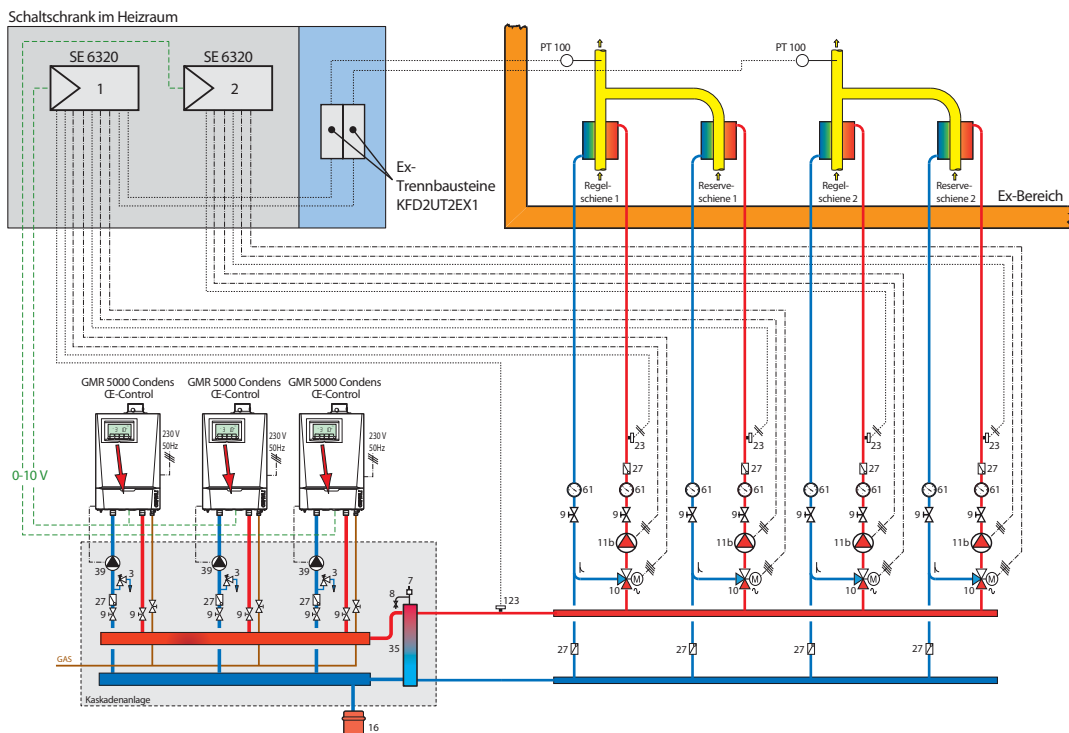 Schaltschrank im Heizraum
SE 6320
SE 6320
1
2
PT 100
PT 100
Ex-
Trennbausteine
KFD2UT2EX1
Regel-
schiene 1
Reserve-
schiene 1
Regel-
schiene 2
Reserve-
schiene 2
Ex-Bereich
GMR 5000 Condens
Œ-Control
GMR 5000 Condens
Œ-Control
GMR 5000 Condens
Œ-Control
230 V
50Hz
230 V
50Hz
230 V
50Hz
0-10 V
23
23
23
23
27
27
27
27
61
61
61
61
61
61
61
61
9
9
9
9
9
9
9
9
11b
11b
11b
11b
M
M
M
M
10
10
10
10
39
39
39
3
3
3
27
27
27
9
9
9
9
9
9
7
8
123
35
GAS
27
27
27
27
Kaskadenanlage
16